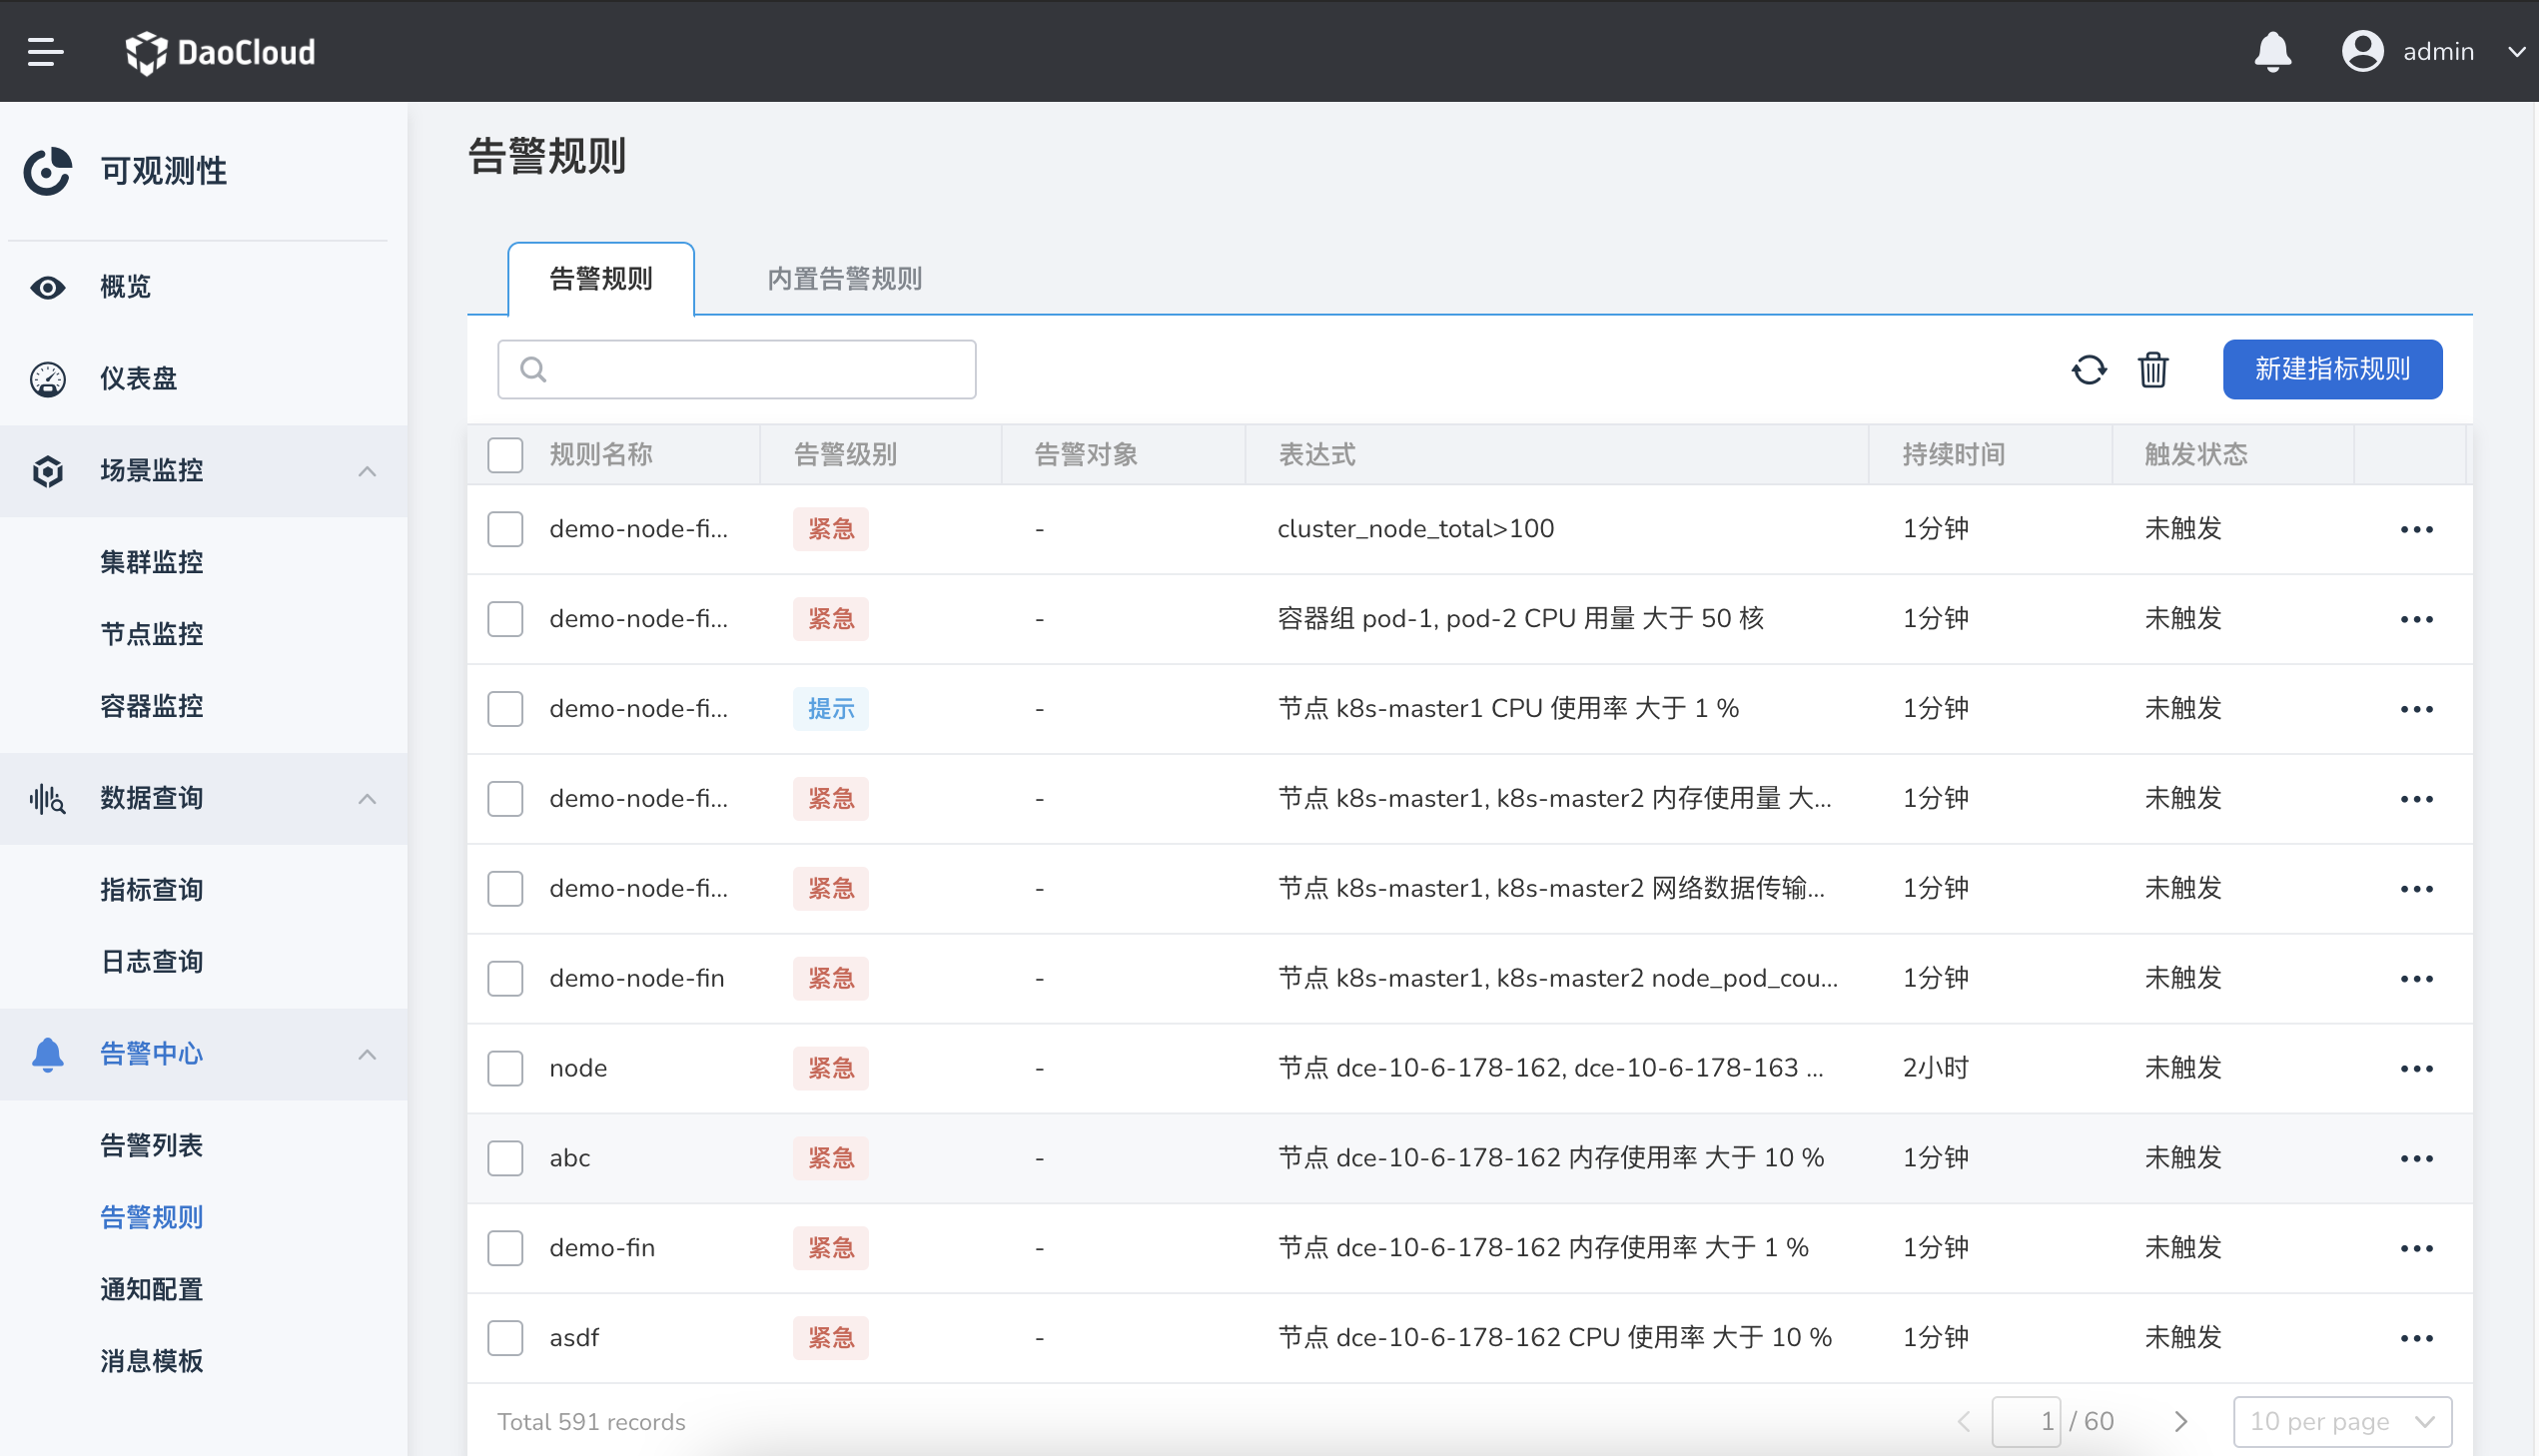 DaoCloud
admin
可观测性
概览
仪表盘
场景监控
集群监控
节点监控
容器监控
数据查询
指标查询
日志查询
告警中心
告警列表
告警规则
通知配置
消息模板
告警规则
告警规则 内置告警规则
新建指标规则
规则名称 告警级别 告警对象 表达式 持续时间 触发状态
demo-node-fi... 紧急 - cluster_node_total>100 1分钟 未触发
demo-node-fi... 紧急 - 容器组 pod-1, pod-2 CPU 用量 大于 50 核 1分钟 未触发
demo-node-fi... 提示 - 节点 k8s-master1 CPU 使用率 大于 1 % 1分钟 未触发
demo-node-fi... 紧急 - 节点 k8s-master1, k8s-master2 内存使用量 大... 1分钟 未触发
demo-node-fi... 紧急 - 节点 k8s-master1, k8s-master2 网络数据传输... 1分钟 未触发
demo-node-fin 紧急 - 节点 k8s-master1, k8s-master2 node_pod_cou... 1分钟 未触发
node 紧急 - 节点 dce-10-6-178-162, dce-10-6-178-163 ... 2小时 未触发
abc 紧急 - 节点 dce-10-6-178-162 内存使用率 大于 10 % 1分钟 未触发
demo-fin 紧急 - 节点 dce-10-6-178-162 内存使用率 大于 1 % 1分钟 未触发
asdf 紧急 - 节点 dce-10-6-178-162 CPU 使用率 大于 10 % 1分钟 未触发
Total 591 records 1 / 60 10 per page